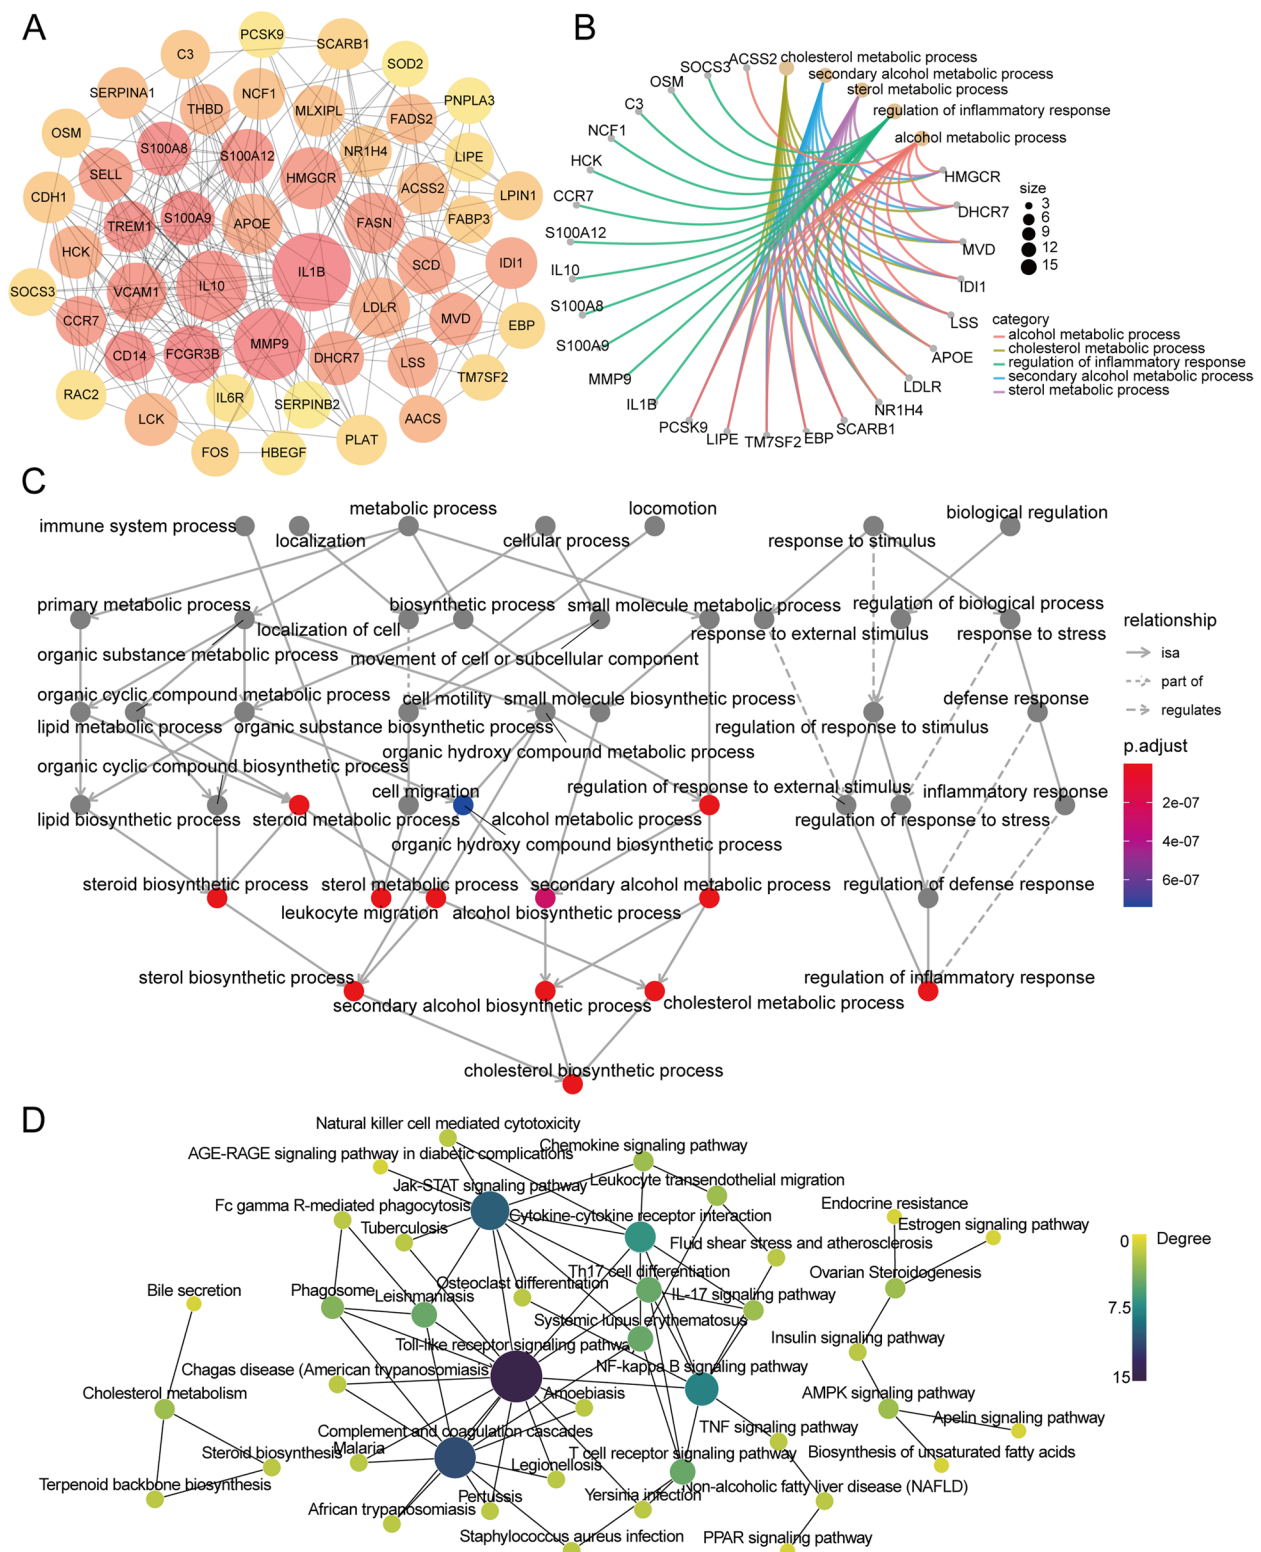 A
PCSK9
SCARB1
C3
SOD2
SERPINA1
NCF1
THBD
MLXIPL
PNPLA3
FADS2
OSM
S100A8
S100A12
NR1H4
LIPE
SELL
HMGCR
ACSS2
CDH1
LPIN1
TREM1
S100A9
APOE
FASN
FABP3
HCK
IL1B
SCD
IDI1
SOCS3
VCAM1
IL10
LDLR
CCR7
MVD
EBP
CD14
FCGR3B
MMP9
DHCR7
LSS
TM7SF2
RAC2
IL6R
SERPINB2
LCK
AACS
FOS
HBEGF
PLAT
B
ACSS2
cholesterol metabolic process
SOCS3
secondary alcohol metabolic process
OSM
sterol metabolic process
C3
regulation of inflammatory response
NCF1
alcohol metabolic process
HCK
HMGCR
CCR7
DHCR7
S100A12
MVD
IL10
IDI1
S100A8
LSS
S100A9
APOE
MMP9
LDLR
IL1B
NR1H4
PCSK9
SCARB1
LIPE
TM7SF2
EBP
size
3
6
9
12
15
category
alcohol metabolic process
cholesterol metabolic process
regulation of inflammatory response
secondary alcohol metabolic process
sterol metabolic process
C
metabolic process
locomotion
biological regulation
immune system process
localization
cellular process
response to stimulus
primary metabolic process
biosynthetic process
small molecule metabolic process
regulation of biological process
localization of cell
response to external stimulus
response to stress
organic substance metabolic process
movement of cell or subcellular component
organic cyclic compound metabolic process
cell motility
small molecule biosynthetic process
defense response
lipid metabolic process
organic substance biosynthetic process
regulation of response to stimulus
organic hydroxy compound metabolic process
organic cyclic compound biosynthetic process
cell migration
regulation of response to external stimulus
inflammatory response
lipid biosynthetic process
steroid metabolic process
alcohol metabolic process
regulation of response to stress
organic hydroxy compound biosynthetic process
steroid biosynthetic process
sterol metabolic process
secondary alcohol metabolic process
regulation of defense response
leukocyte migration
alcohol biosynthetic process
sterol biosynthetic process
regulation of inflammatory response
secondary alcohol biosynthetic process
cholesterol metabolic process
cholesterol biosynthetic process
relationship
isa
part of
regulates
p.adjust
2e-07
4e-07
6e-07
D
Natural killer cell mediated cytotoxicity
Chemokine signaling pathway
AGE-RAGE signaling pathway in diabetic complications
Jak-STAT signaling pathway
Leukocyte transendothelial migration
Fc gamma R-mediated phagocytosis
Cytokine-cytokine receptor interaction
Endocrine resistance
Tuberculosis
Estrogen signaling pathway
Fluid shear stress and atherosclerosis
Th17 cell differentiation
Ovarian Steroidogenesis
Bile secretion
Phagosome
Leishmaniasis
Osteoclast differentiation
IL-17 signaling pathway
Systemic lupus erythematosus
Toll-like receptor signaling pathway
Insulin signaling pathway
Chagas disease (American trypanosomiasis
NF-kappa B signaling pathway
Cholesterol metabolism
Amoebiasis
AMPK signaling pathway
Apelin signaling pathway
Complement and coagulation cascades
TNF signaling pathway
Steroid biosynthesis
Malaria
T cell receptor signaling pathway
Biosynthesis of unsaturated fatty acids
Legionellosis
Terpenoid backbone biosynthesis
Non-alcoholic fatty liver disease (NAFLD)
African trypanosomiasis
Pertussis
Yersinia infection
Staphylococcus aureus infection
PPAR signaling pathway
Degree
0
7.5
15